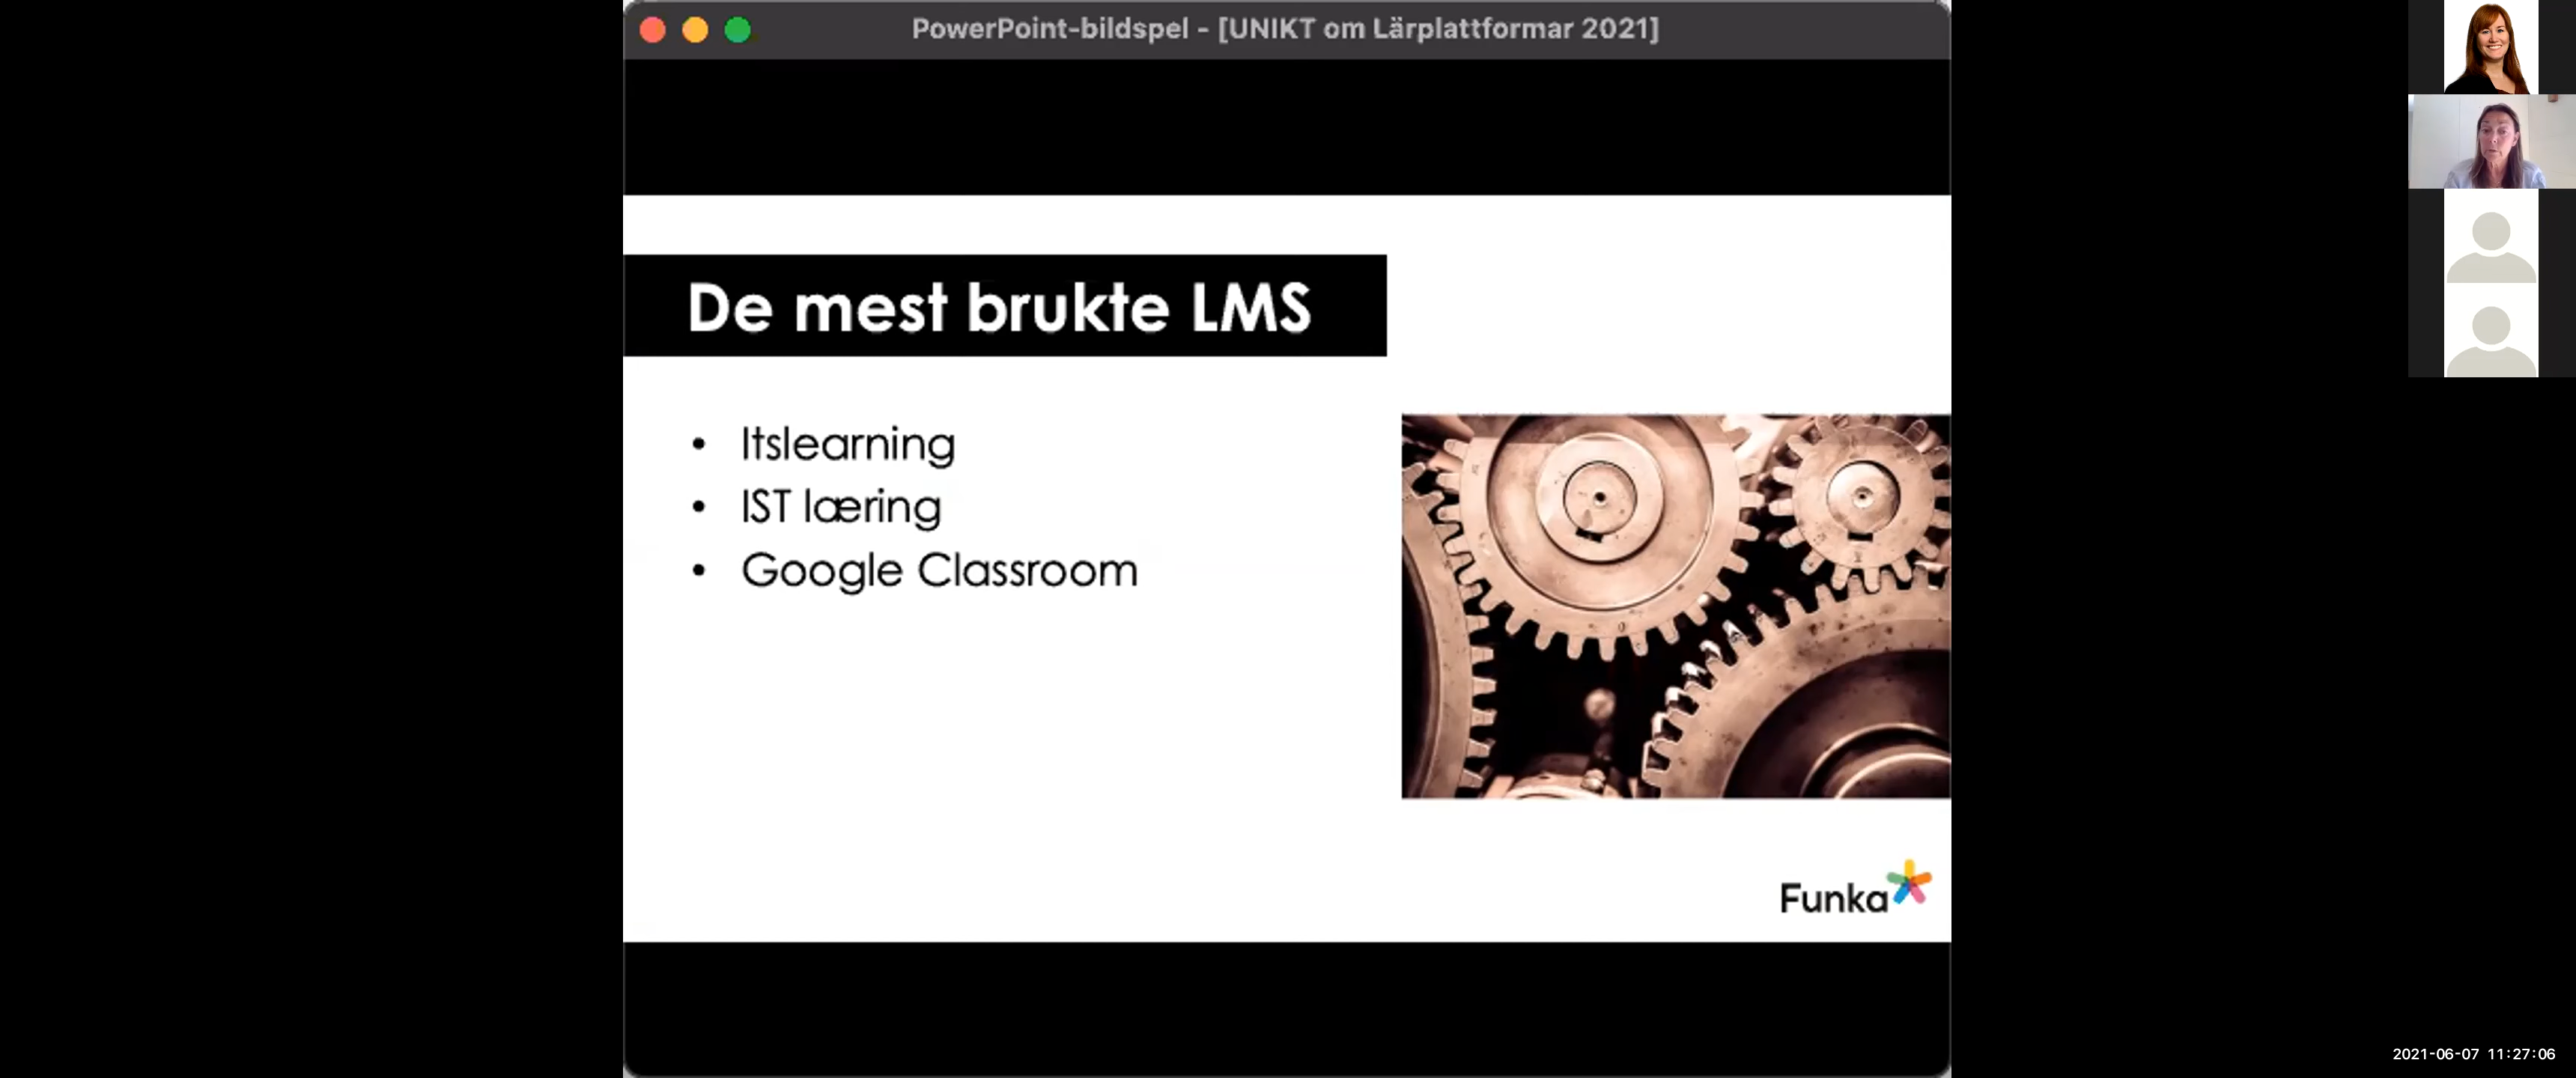 PowerPoint-bildspel - [UNIKT om Lärplattformar 2021]
De mest brukte LMS
• Itslearning
• IST læring
• Google Classroom
Funka
2021-06-07 11:27:06